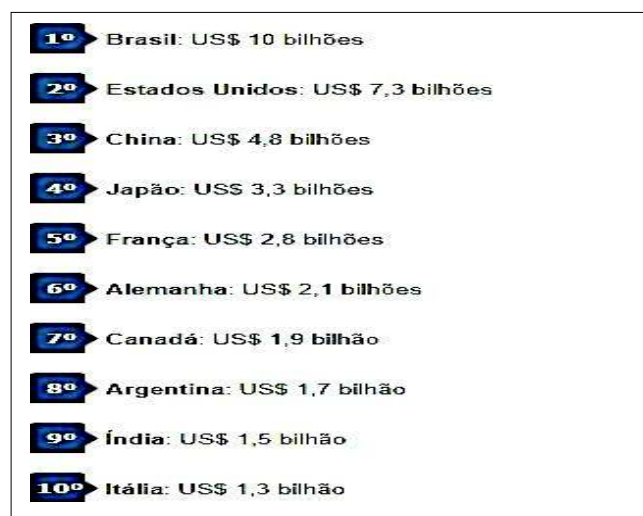 1º Brasil: US$ 10 bilhões
2º Estados Unidos: US$ 7,3 bilhões
3º China: US$ 4,8 bilhões
4º Japão: US$ 3,3 bilhões
5º França: US$ 2,8 bilhões
6º Alemanha: US$ 2,1 bilhões
7º Canadá: US$ 1,9 bilhão
8º Argentina: US$ 1,7 bilhão
9º Índia: US$ 1,5 bilhão
10º Itália: US$ 1,3 bilhão